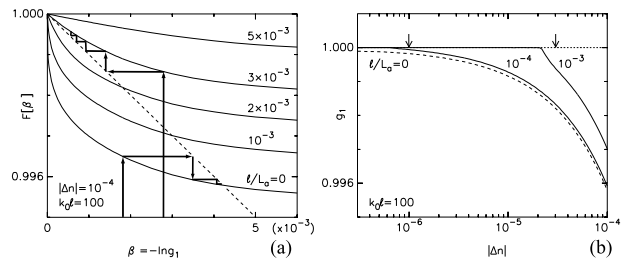 1.000
F[β]
0.996
5×10⁻³
3×10⁻³
2×10⁻³
10⁻³
ℓ/Lₐ=0
|Δn|=10⁻⁴
k₀ℓ=100
0
5
(×10⁻³)
β=−lng₁
(a)
1.000
g₁
0.996
ℓ/Lₐ=0
10⁻⁴
10⁻³
k₀ℓ=100
10⁻⁶
10⁻⁵
10⁻⁴
|Δn|
(b)